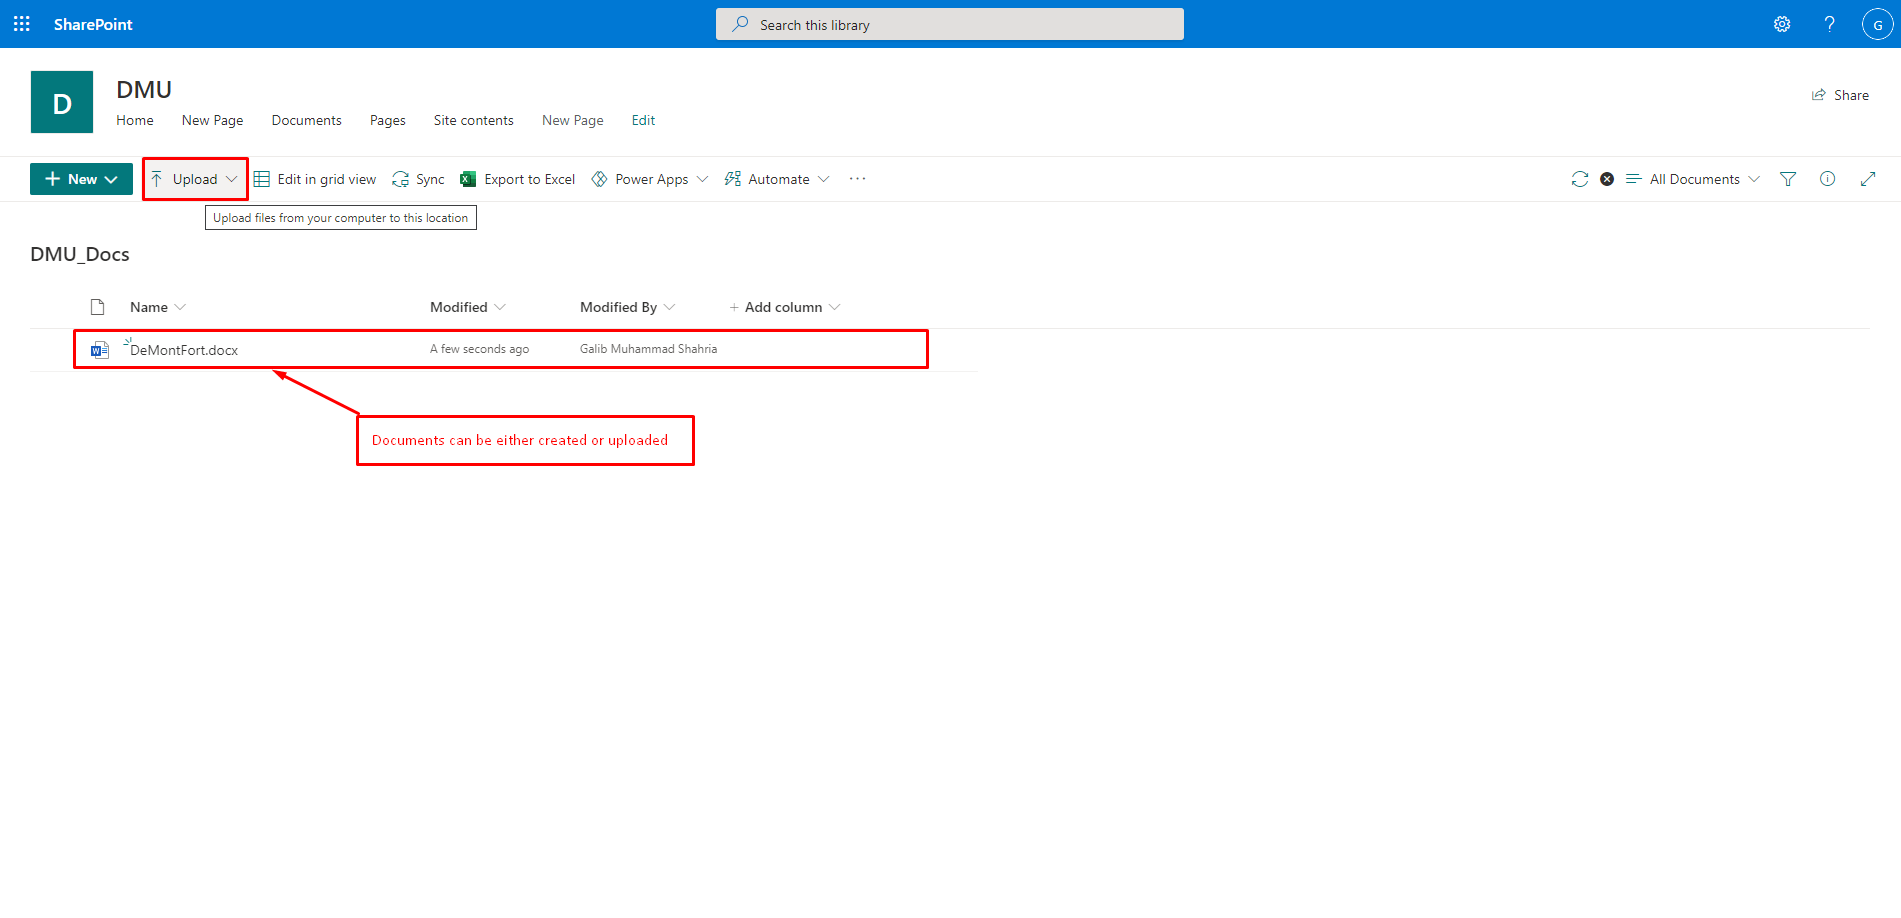 SharePoint
Search this library
G
D
DMU
Home New Page Documents Pages Site contents New Page Edit
Share
New Upload Edit in grid view Sync Export to Excel Power Apps Automate ··· All Documents
Upload files from your computer to this location
DMU_Docs
Name Modified Modified By + Add column
DeMontFort.docx A few seconds ago Galib Muhammad Shahria
Documents can be either created or uploaded